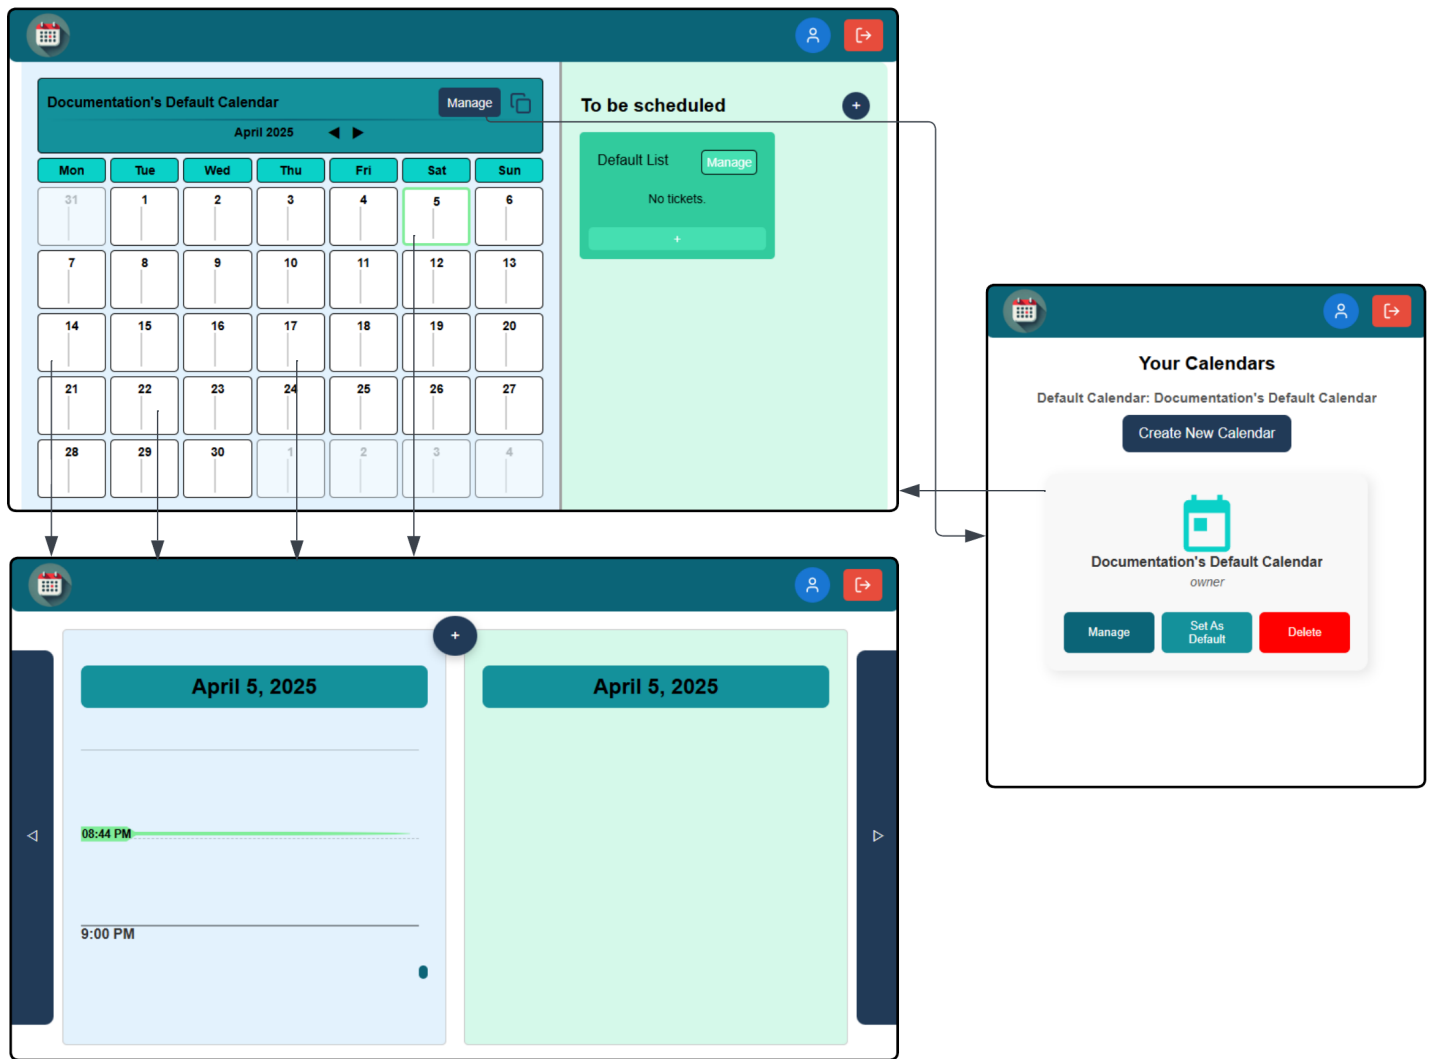 Documentation's Default Calendar
Manage
April 2025
Mon Tue Wed Thu Fri Sat Sun
31 1 2 3 4 5 6
7 8 9 10 11 12 13
14 15 16 17 18 19 20
21 22 23 24 25 26 27
28 29 30 1 2 3 4
To be scheduled
+
Default List
Manage
No tickets.
+
Your Calendars
Default Calendar: Documentation's Default Calendar
Create New Calendar
Documentation's Default Calendar
owner
Manage
Set As
Default
Delete
+
April 5, 2025
08:44 PM
9:00 PM
April 5, 2025